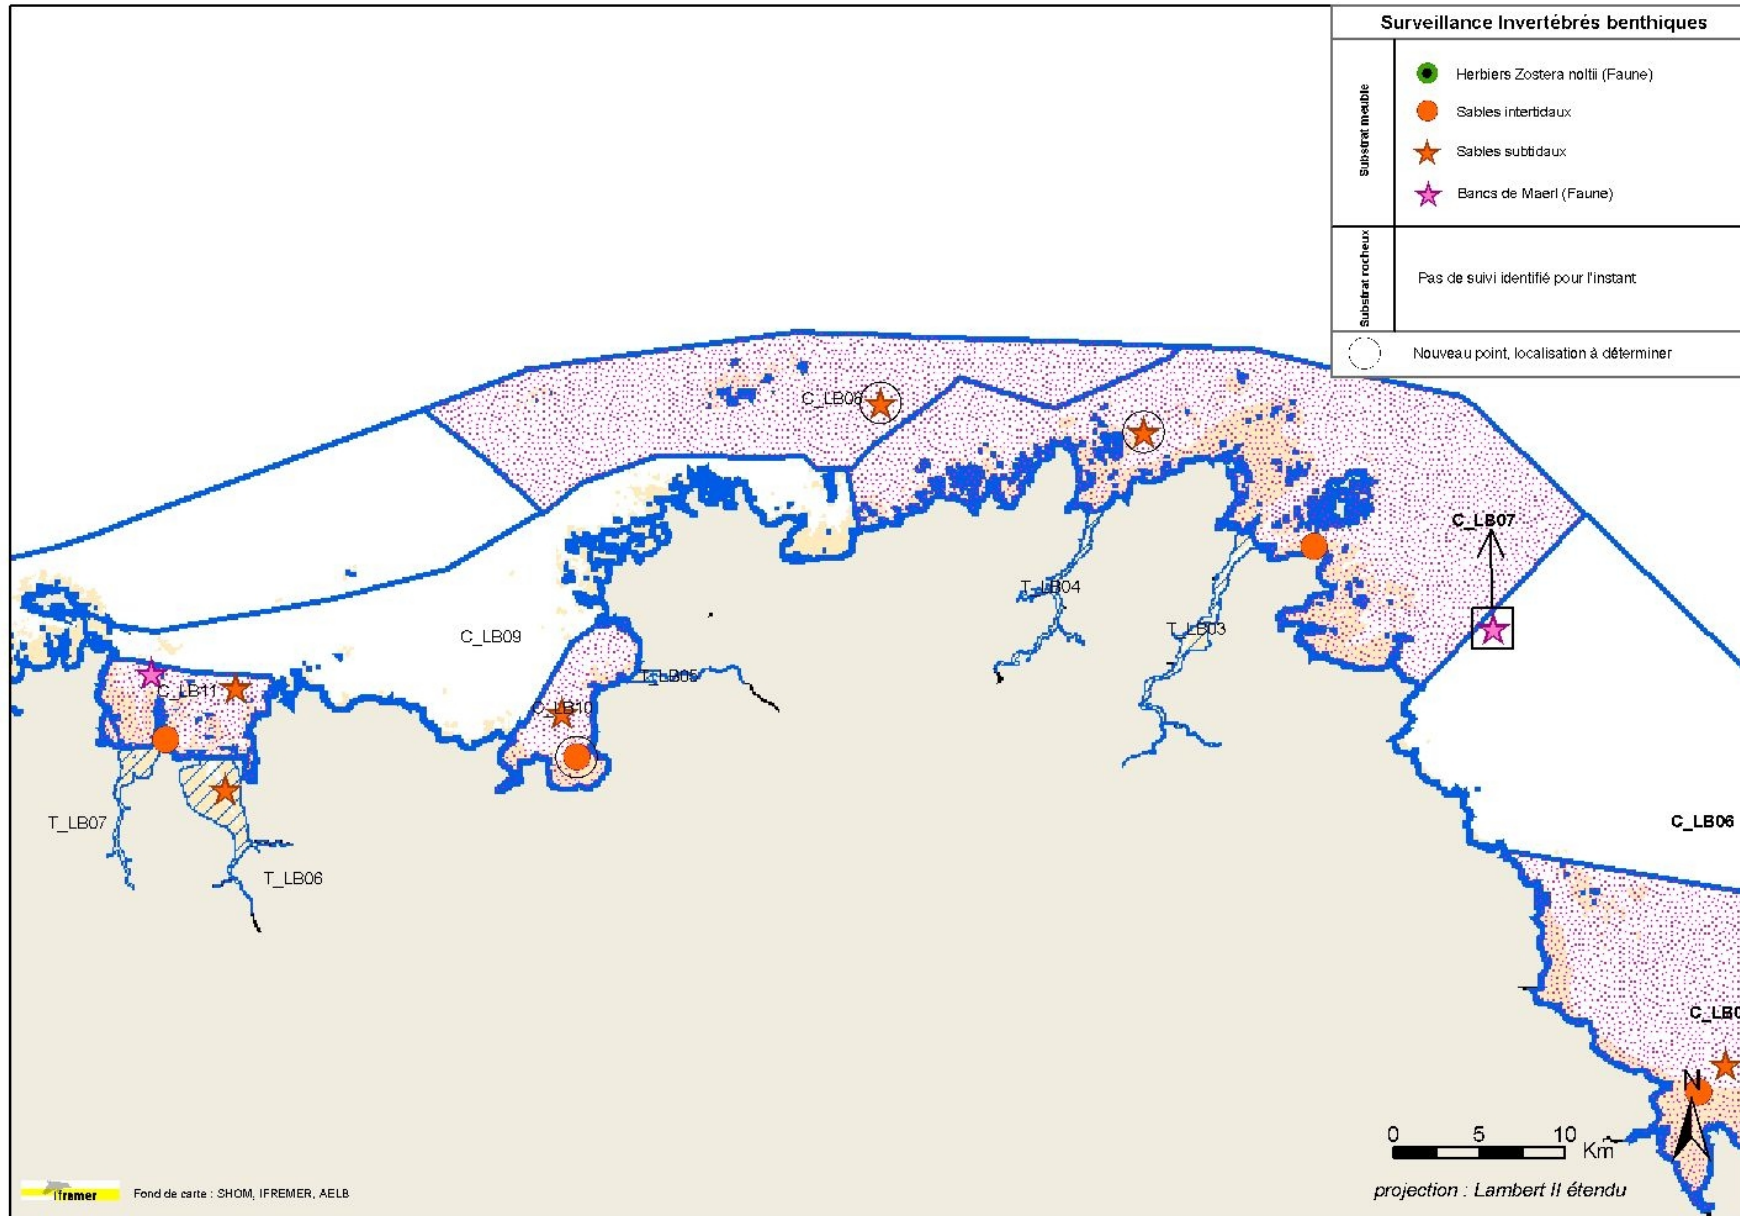 Surveillance Invertébrés benthiques
Substrat meuble
Herbiers Zostera noltii (Faune)
Sables intertidaux
Sables subtidaux
Bancs de Maerl (Faune)
Substrat rocheux
Pas de suivi identifié pour l'instant
Nouveau point, localisation à déterminer
C_LB08
C_LB07
T_LB04
T_LB03
C_LB09
T_LB05
C_LB11
C_LB10
T_LB07
T_LB06
C_LB06
C_LB0
N
0 5 10 Km
projection : Lambert II étendu
Ifremer
Fond de carte : SHOM, IFREMER, AELB